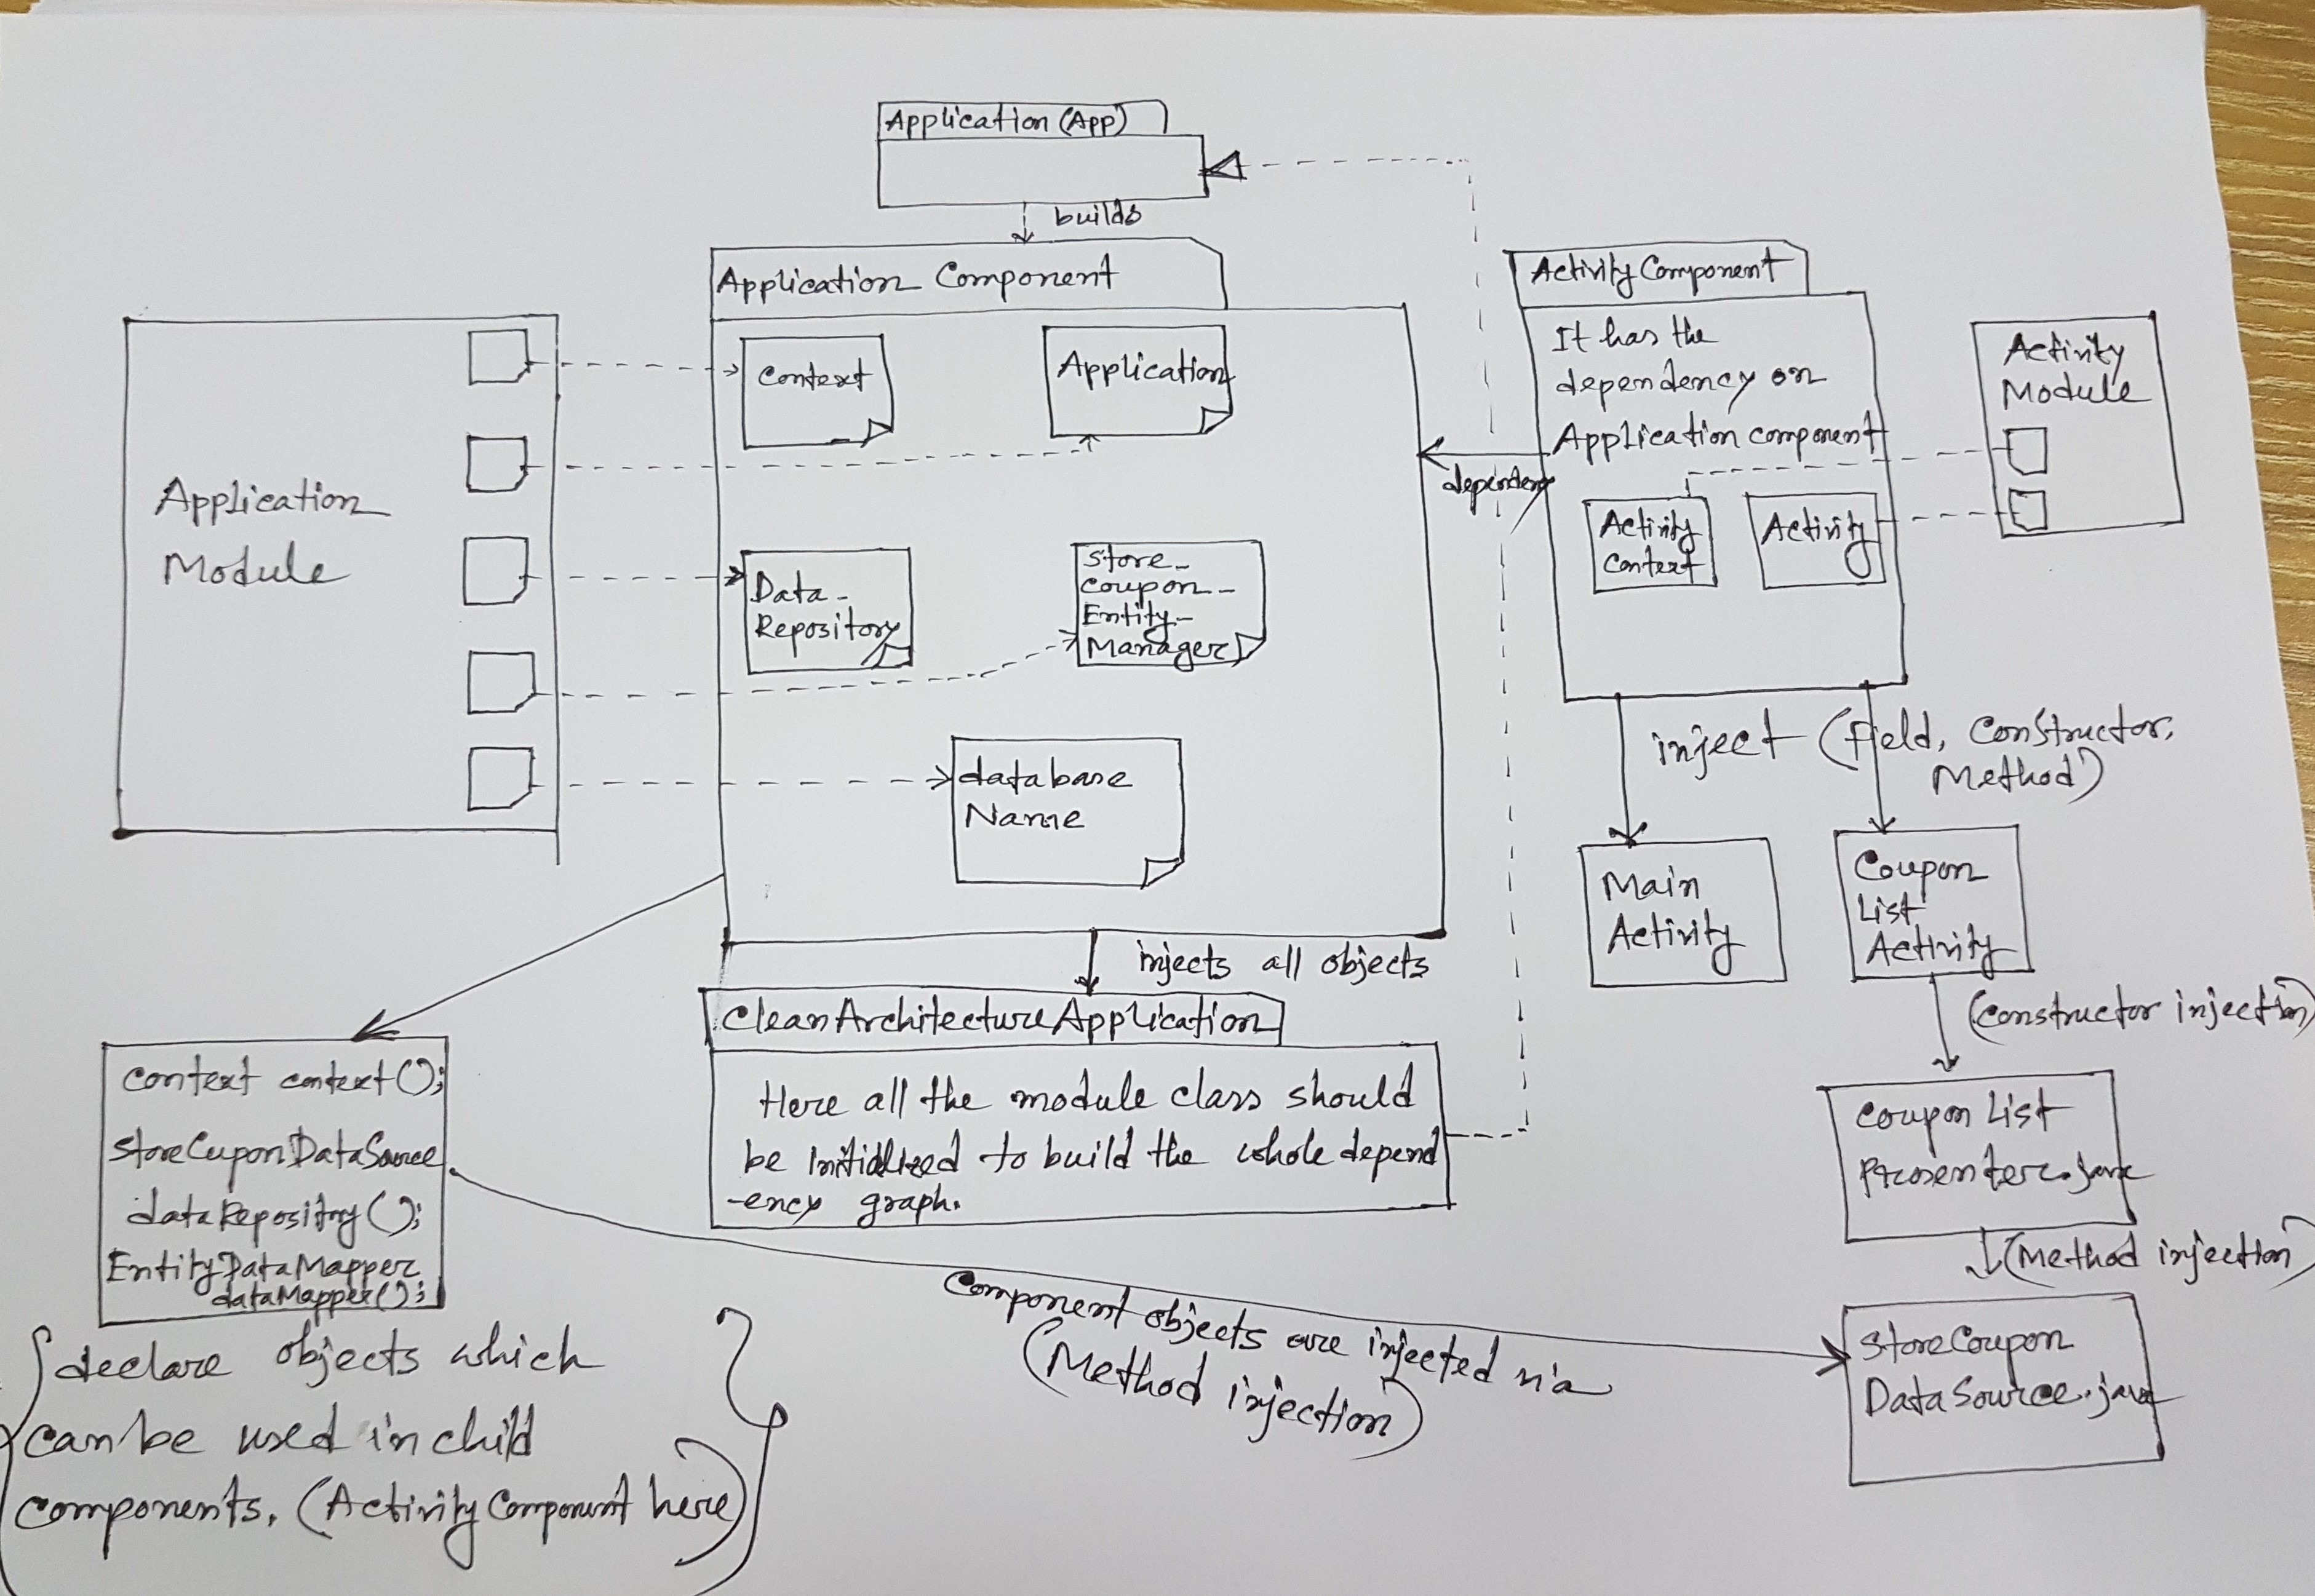 Application (App)
builds
Application Component
Context
Application
Data-
Repository
Store-
Coupon-
Entity-
Manager
database
Name
Application
Module
Activity Component
It has the
dependency on
Application component
Activity
Context
Activity
Activity
Module
inject (field, constructor,
Method)
Main
Activity
Coupon
List
Activity
(constructor injection)
Coupon List
(Method injection)
StoreCoupon
DataSource.java
injects all objects
CleanArchitectureApplication
Here all the module class should
be initialized to build the whole depend
-ency graph.
Context context();
StoreCuponDataSource
dataRepository();
EntityDataMapper
dataMapper();
Component objects are injected via
(Method injection)
{ declare objects which
can be used in child
components. (Activity Component here) }